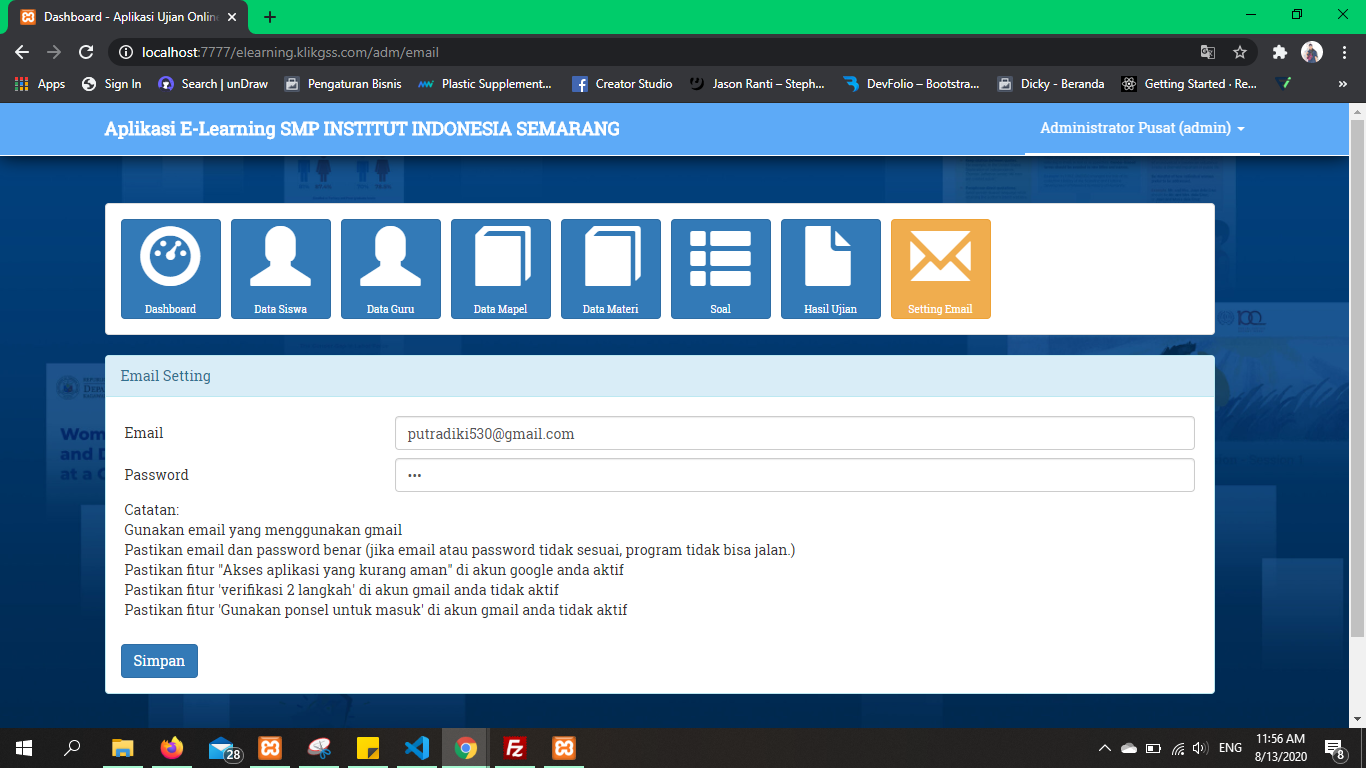 Dashboard - Aplikasi Ujian Onlin
localhost:7777/elearning.klikgss.com/adm/email
Apps
Sign In
Search | unDraw
Pengaturan Bisnis
Plastic Supplement...
Creator Studio
Jason Ranti – Steph...
DevFolio – Bootstra...
Dicky - Beranda
Getting Started · Re...
»
Aplikasi E-Learning SMP INSTITUT INDONESIA SEMARANG
Administrator Pusat (admin)
Dashboard
Data Siswa
Data Guru
Data Mapel
Data Materi
Soal
Hasil Ujian
Setting Email
Email Setting
Email
putradiki530@gmail.com
Password
•••
Catatan:
Gunakan email yang menggunakan gmail
Pastikan email dan password benar (jika email atau password tidak sesuai, program tidak bisa jalan.)
Pastikan fitur "Akses aplikasi yang kurang aman" di akun google anda aktif
Pastikan fitur 'verifikasi 2 langkah' di akun gmail anda tidak aktif
Pastikan fitur 'Gunakan ponsel untuk masuk' di akun gmail anda tidak aktif
Simpan
28
ENG
11:56 AM
8/13/2020
8